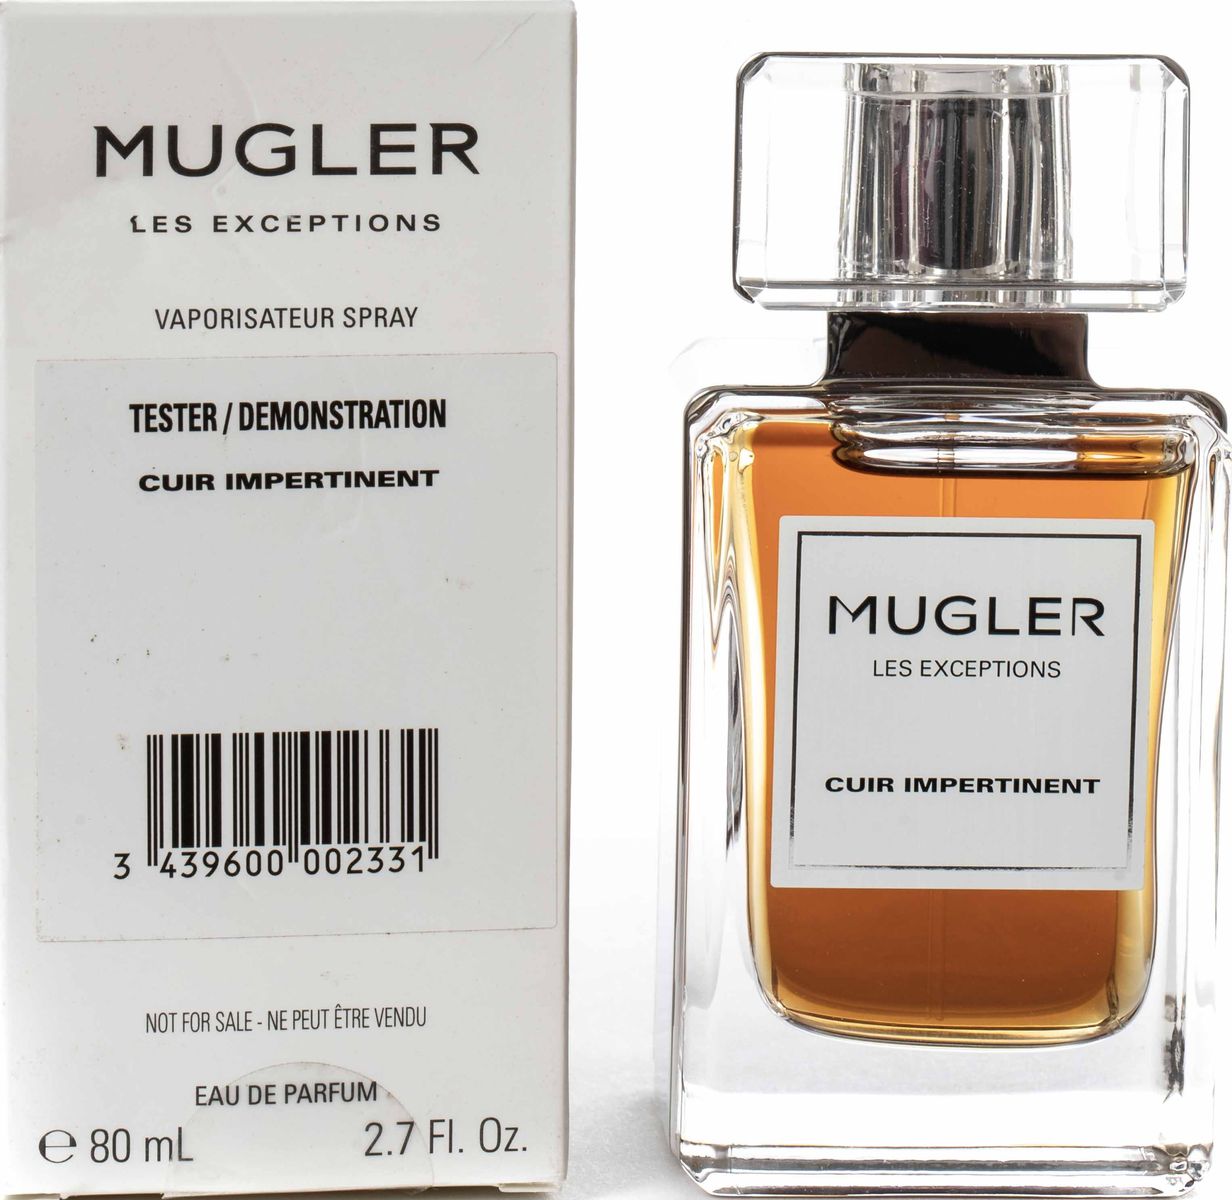 MUGLER
LES EXCEPTIONS
VAPORISATEUR SPRAY
TESTER / DEMONSTRATION
CUIR IMPERTINENT
3 439600 002331
NOT FOR SALE - NE PEUT ÊTRE VENDU
EAU DE PARFUM
℮ 80 mL 2.7 Fl. Oz.
MUGLER
LES EXCEPTIONS
CUIR IMPERTINENT